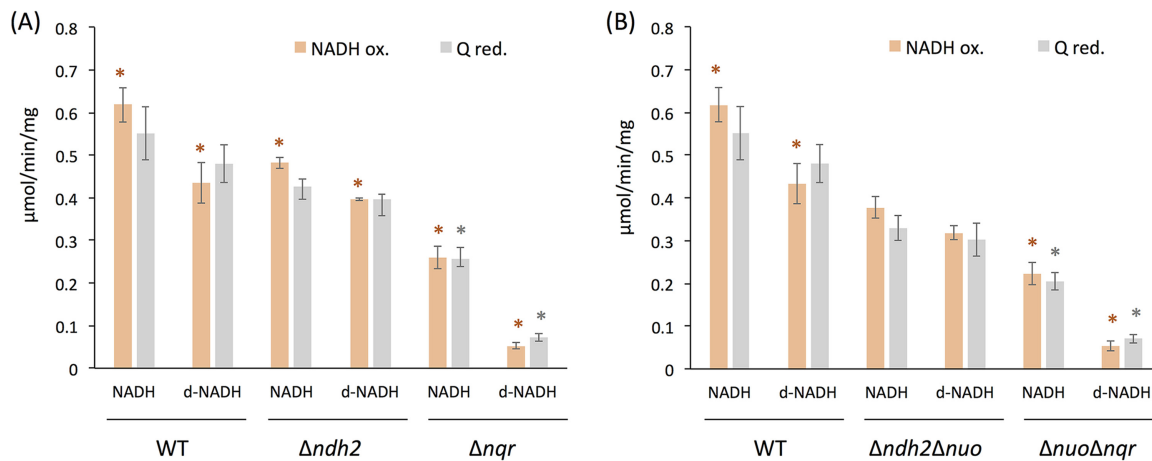 (A)
0.8
0.7
0.6
0.5
0.4
0.3
0.2
0.1
0
µmol/min/mg
NADH ox. Q red.
* * * * * * * *
NADH d-NADH NADH d-NADH NADH d-NADH
WT Δndh2 Δnqr
(B)
0.8
0.7
0.6
0.5
0.4
0.3
0.2
0.1
0
µmol/min/mg
NADH ox. Q red.
* * * * * *
NADH d-NADH NADH d-NADH NADH d-NADH
WT Δndh2Δnuo ΔnuoΔnqr